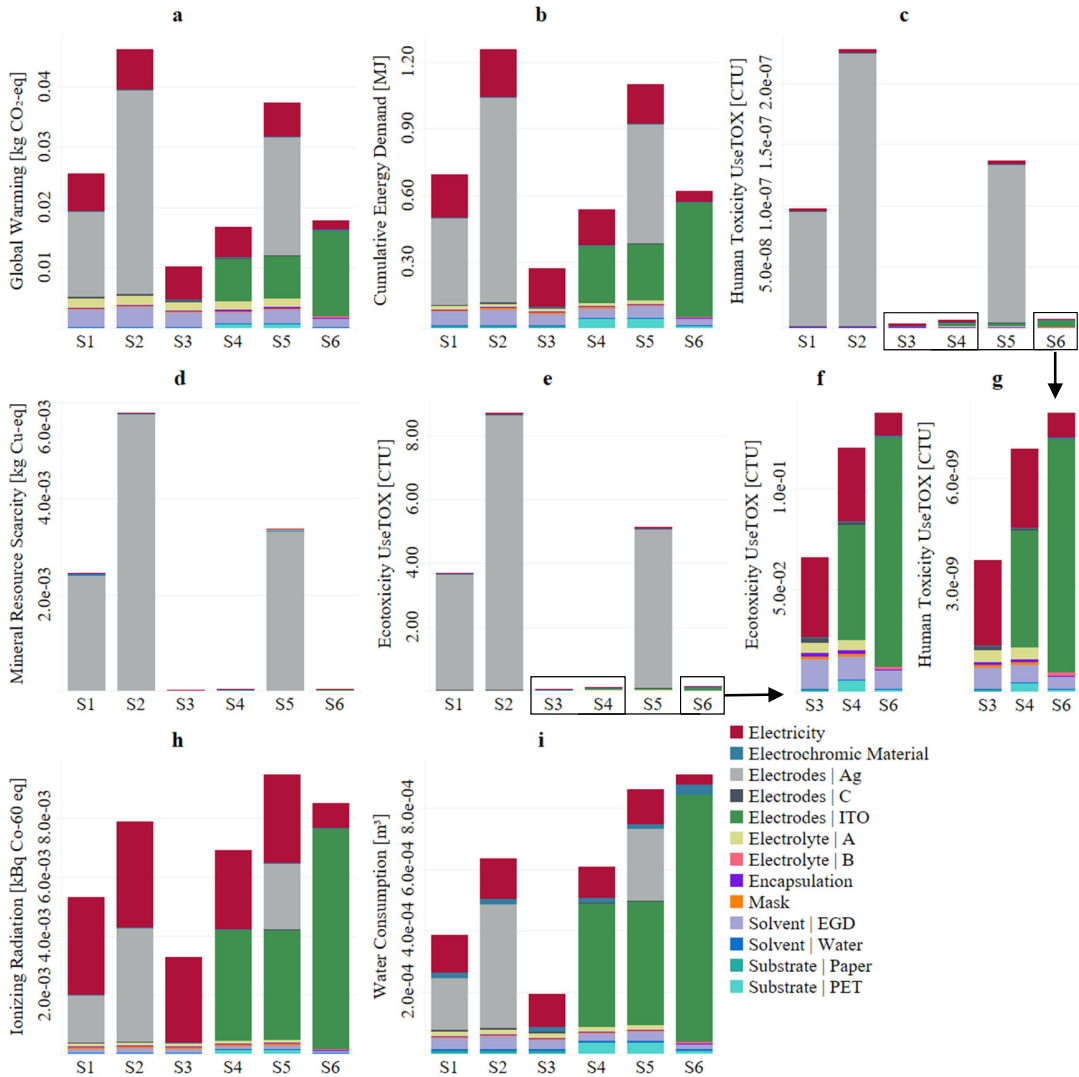 a
Global Warming [kg CO₂-eq]
0.04
0.03
0.02
0.01
S1 S2 S3 S4 S5 S6
b
Cumulative Energy Demand [MJ]
1.20
0.90
0.60
0.30
S1 S2 S3 S4 S5 S6
c
Human Toxicity UseTOX [CTU]
2.0e-07
1.5e-07
1.0e-07
5.0e-08
S1 S2 S3 S4 S5 S6
d
Mineral Resource Scarcity [kg Cu-eq]
6.0e-03
4.0e-03
2.0e-03
S1 S2 S3 S4 S5 S6
e
Ecotoxicity UseTOX [CTU]
8.00
6.00
4.00
2.00
S1 S2 S3 S4 S5 S6
f
Ecotoxicity UseTOX [CTU]
1.0e-01
5.0e-02
S3 S4 S6
g
Human Toxicity UseTOX [CTU]
6.0e-09
3.0e-09
S3 S4 S6
h
Ionizing Radiation [kBq Co-60 eq]
8.0e-03
6.0e-03
4.0e-03
2.0e-03
S1 S2 S3 S4 S5 S6
i
Water Consumption [m³]
8.0e-04
6.0e-04
4.0e-04
2.0e-04
S1 S2 S3 S4 S5 S6
Electricity
Electrochromic Material
Electrodes | Ag
Electrodes | C
Electrodes | ITO
Electrolyte | A
Electrolyte | B
Encapsulation
Mask
Solvent | EGD
Solvent | Water
Substrate | Paper
Substrate | PET